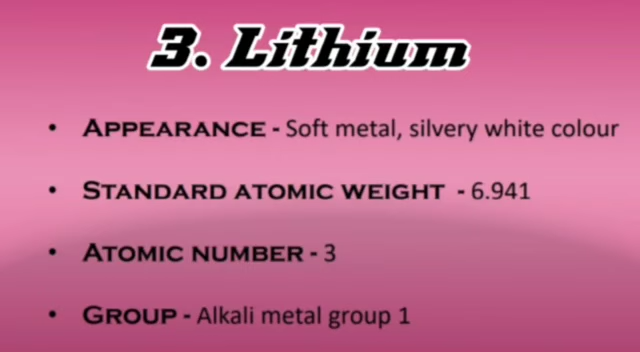 3. Lithium
• APPEARANCE - Soft metal, silvery white colour
• STANDARD ATOMIC WEIGHT - 6.941
• ATOMIC NUMBER - 3
• GROUP - Alkali metal group 1